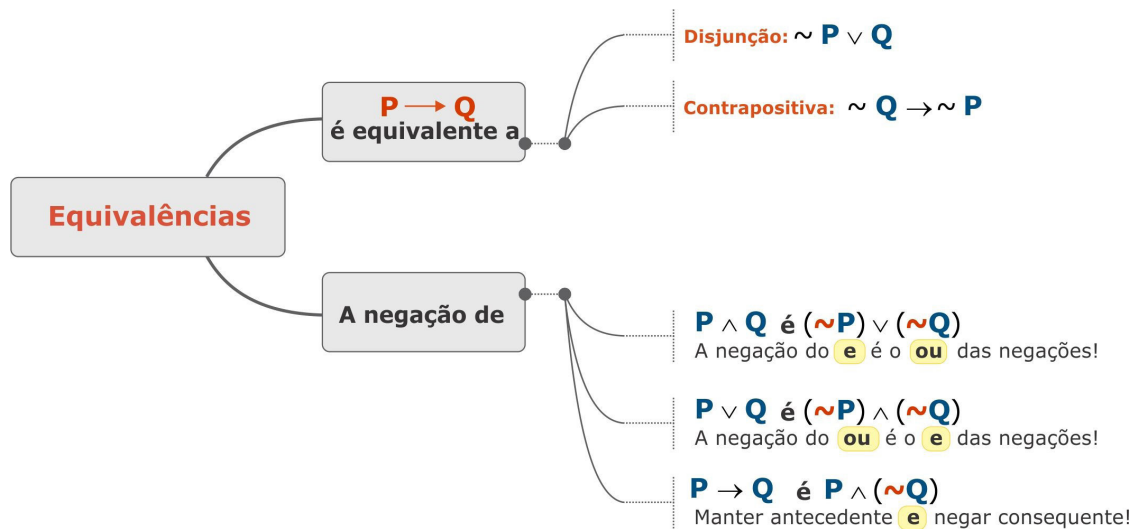 Equivalências
P → Q
é equivalente a
Disjunção: ~ P ∨ Q
Contrapositiva: ~ Q → ~ P
A negação de
P ∧ Q é (~P) ∨ (~Q)
A negação do e é o ou das negações!
P ∨ Q é (~P) ∧ (~Q)
A negação do ou é o e das negações!
P → Q é P ∧ (~Q)
Manter antecedente e negar consequente!